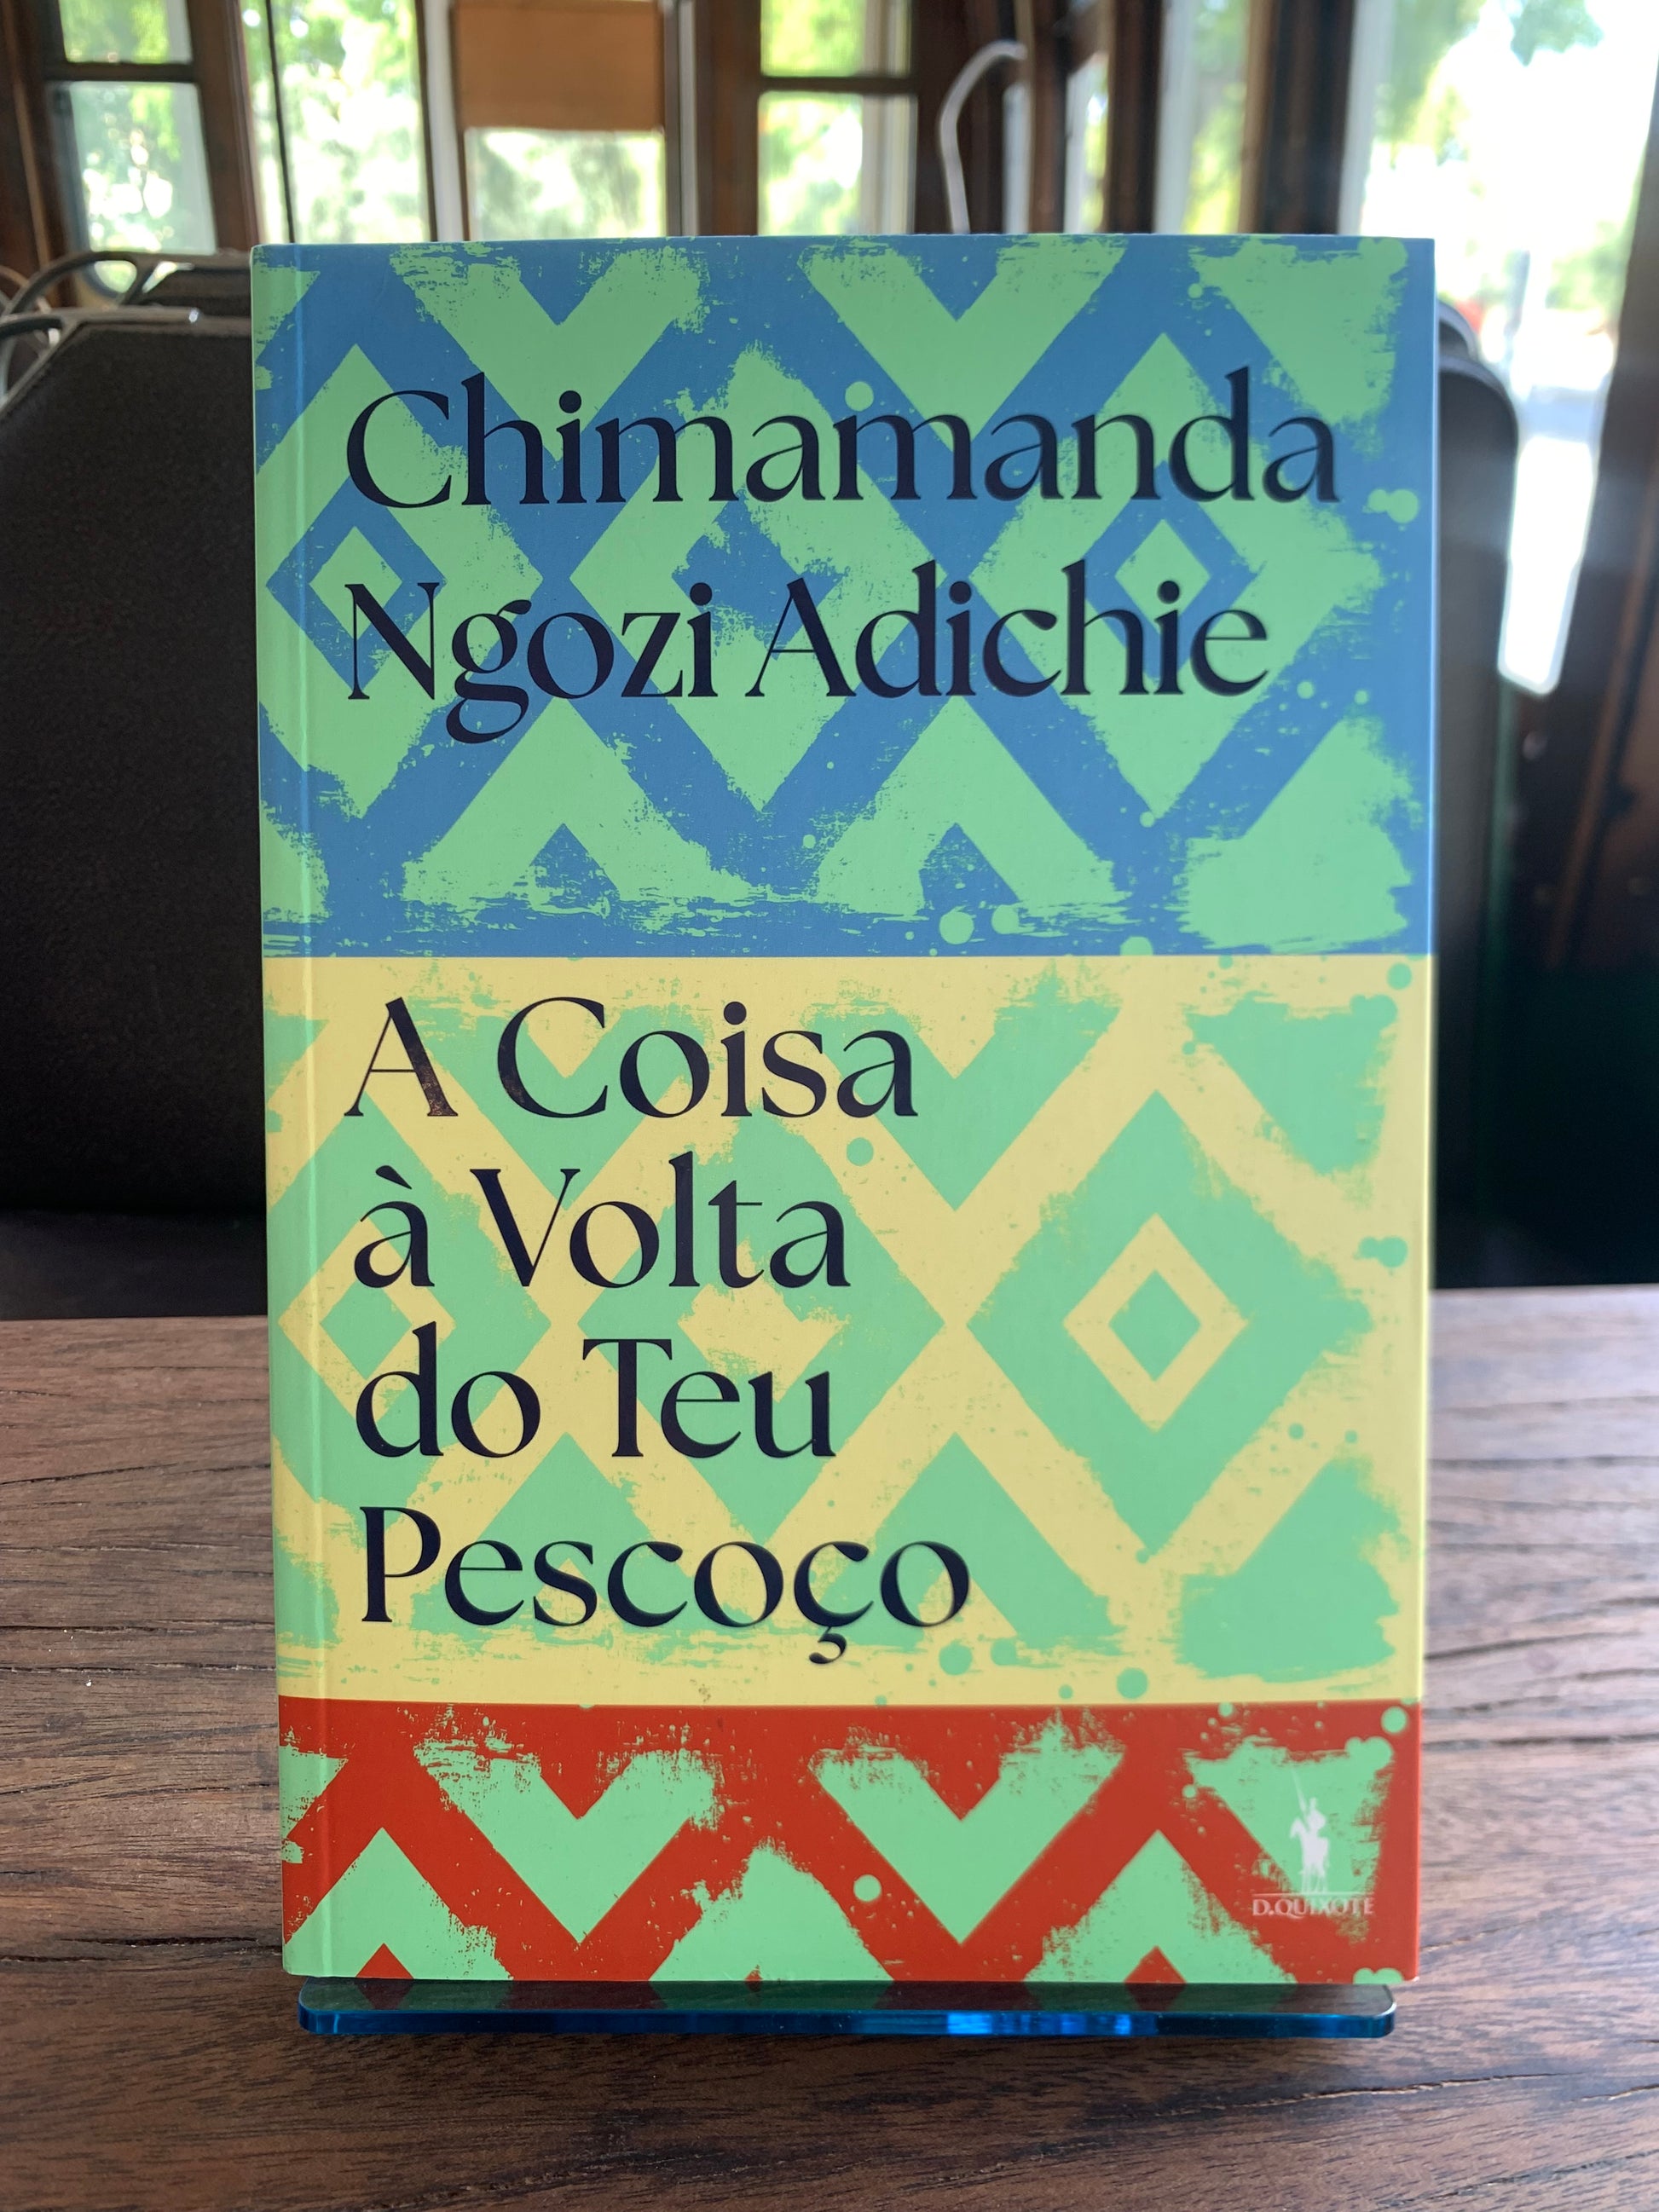 Chimamanda
Ngozi Adichie
A Coisa
à Volta
do Teu
Pescoço
D.QUIXOTE